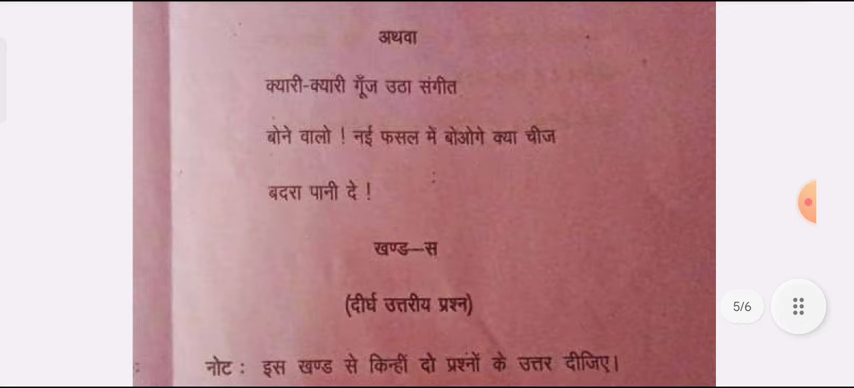 अथवा
क्यारी-क्यारी गूँज उठा संगीत
बोने वालो ! नई फसल में बोओगे क्या चीज
बदरा पानी दे !
खण्ड—स
(दीर्घ उत्तरीय प्रश्न)
5/6
नोट : इस खण्ड से किन्हीं दो प्रश्नों के उत्तर दीजिए।